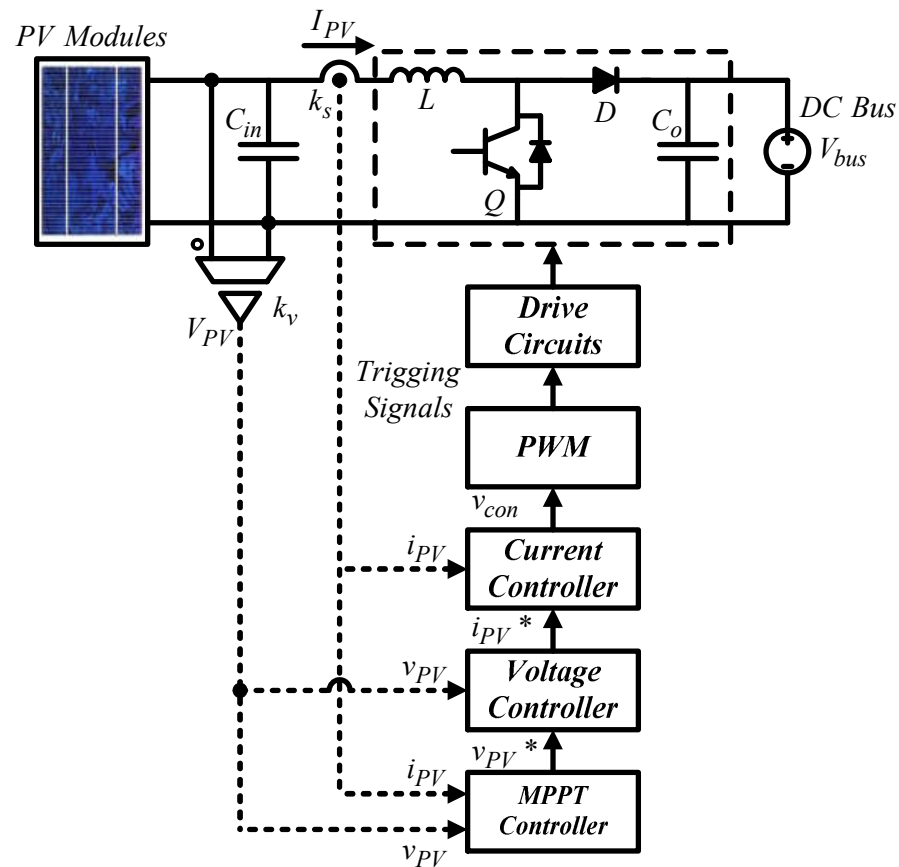 I_PV
PV Modules
k_s
L
D
DC Bus
C_in
C_o
V_bus
+
−
Q
k_v
V_PV
Drive
Circuits
Trigging
Signals
PWM
v_con
i_PV
Current
Controller
i_PV *
v_PV
Voltage
Controller
v_PV *
i_PV
MPPT
Controller
v_PV